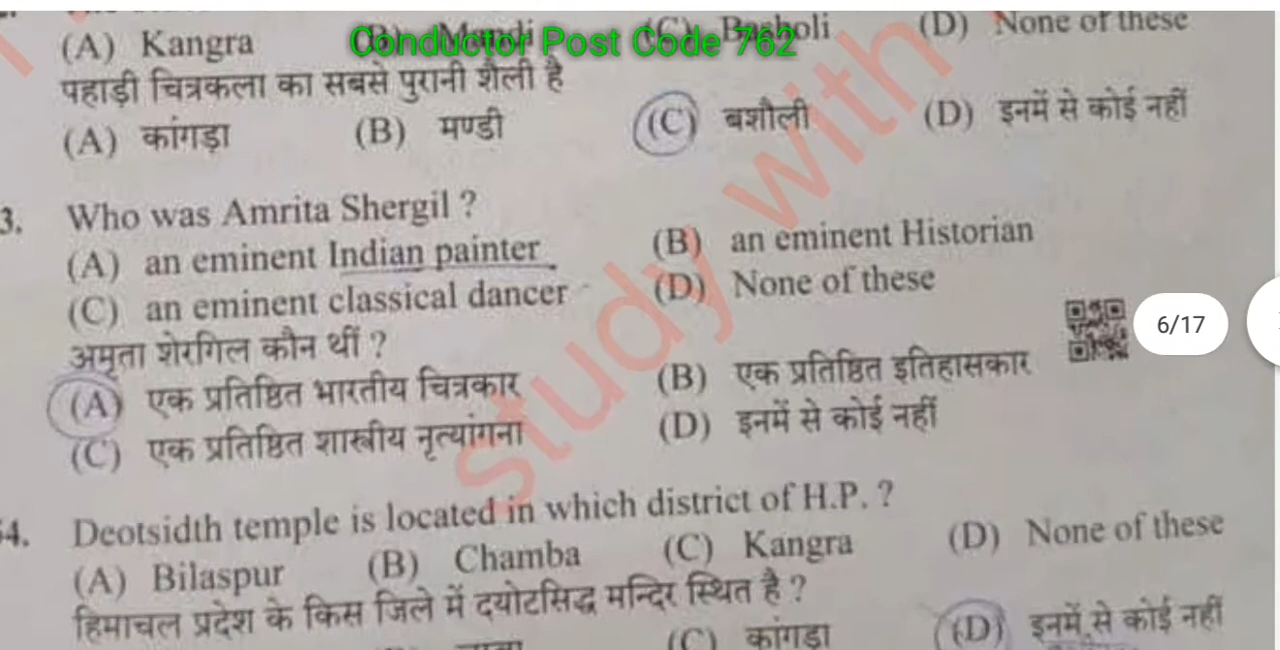 (A) Kangra (C) Basholi (D) None of these
Conductor Post Code 762
पहाड़ी चित्रकला का सबसे पुरानी शैली है
(A) कांगड़ा (B) मण्डी (C) बशौली (D) इनमें से कोई नहीं
3. Who was Amrita Shergil ?
(A) an eminent Indian painter (B) an eminent Historian
(C) an eminent classical dancer (D) None of these
अमृता शेरगिल कौन थीं ?
6/17
(A) एक प्रतिष्ठित भारतीय चित्रकार (B) एक प्रतिष्ठित इतिहासकार
(C) एक प्रतिष्ठित शास्त्रीय नृत्यांगना (D) इनमें से कोई नहीं
54. Deotsidth temple is located in which district of H.P. ?
(A) Bilaspur (B) Chamba (C) Kangra (D) None of these
हिमाचल प्रदेश के किस जिले में दयोटसिद्ध मन्दिर स्थित है ?
(C) कांगड़ा (D) इनमें से कोई नहीं
study with